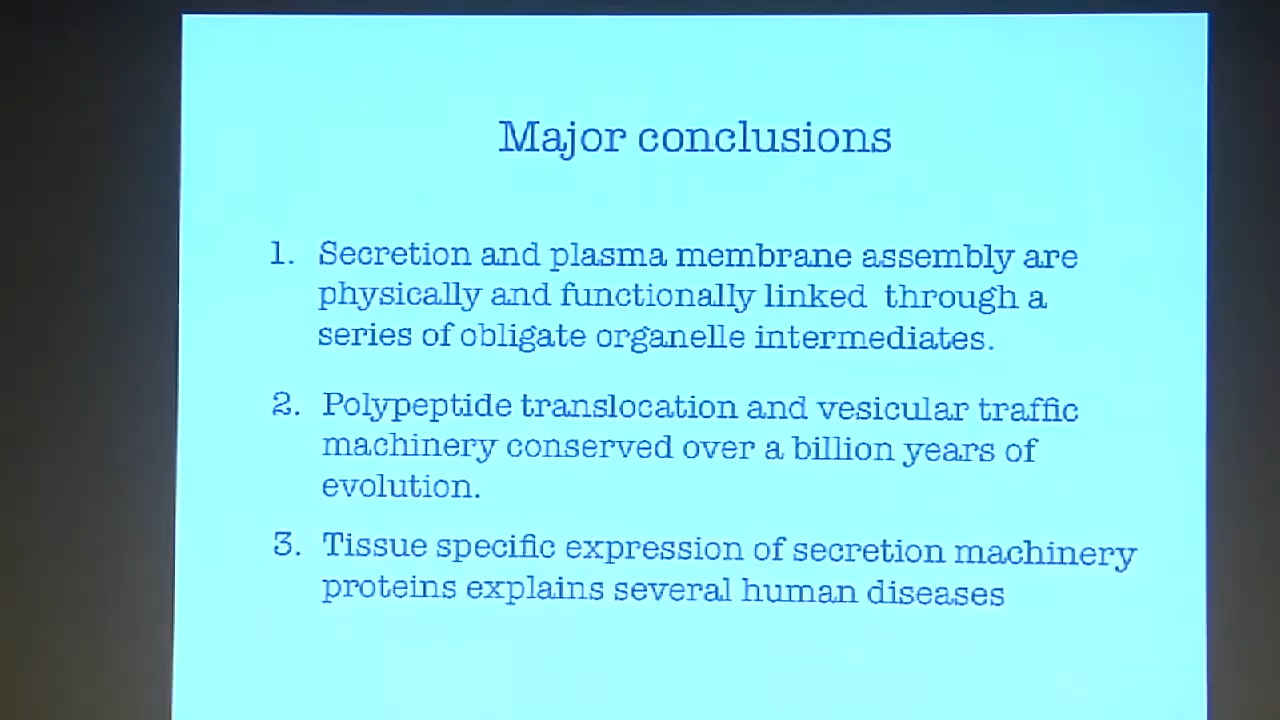 Major conclusions
1. Secretion and plasma membrane assembly are
physically and functionally linked through a
series of obligate organelle intermediates.
2. Polypeptide translocation and vesicular traffic
machinery conserved over a billion years of
evolution.
3. Tissue specific expression of secretion machinery
proteins explains several human diseases